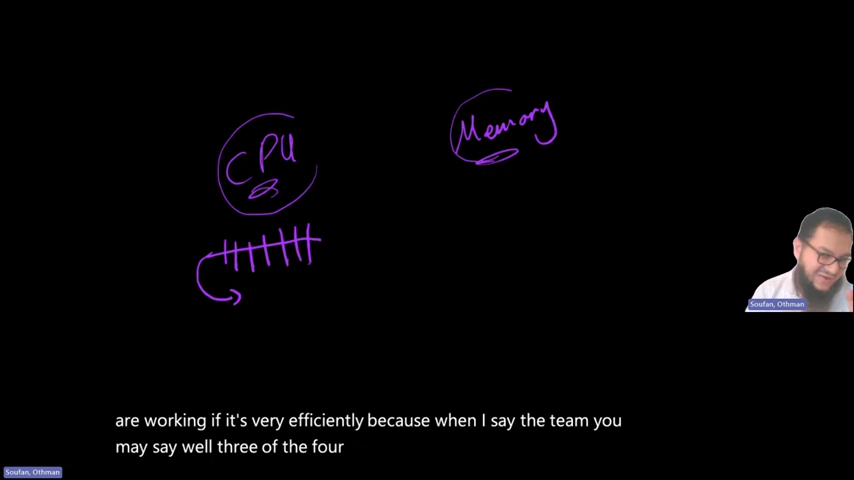 Memory
CPU
Soufan, Othman
are working if it's very efficiently because when I say the team you
may say well three of the four
Soufan, Othman